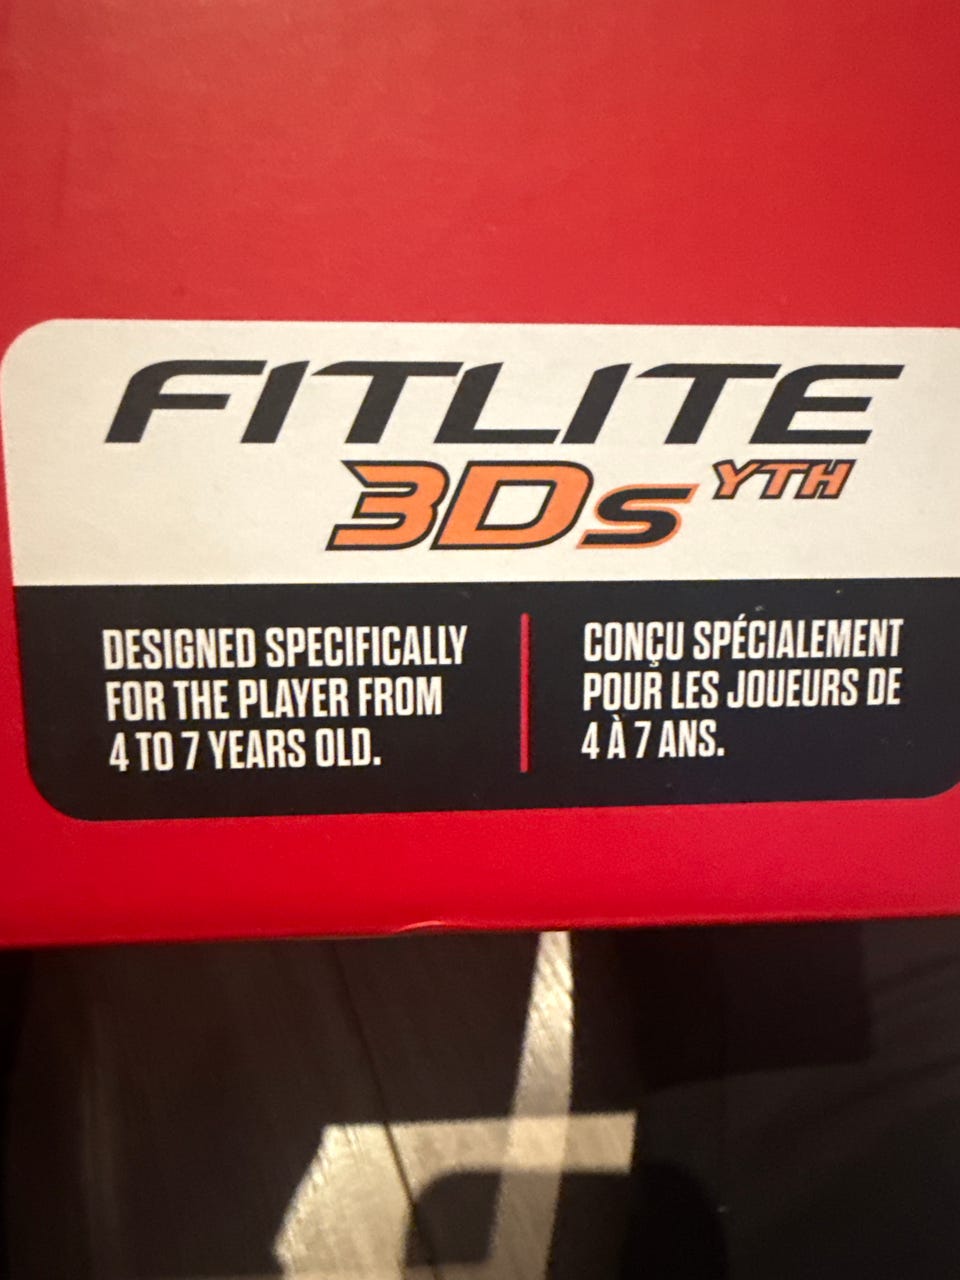 FITLITE
3Ds YTH
DESIGNED SPECIFICALLY
FOR THE PLAYER FROM
4 TO 7 YEARS OLD.
CONÇU SPÉCIALEMENT
POUR LES JOUEURS DE
4 À 7 ANS.